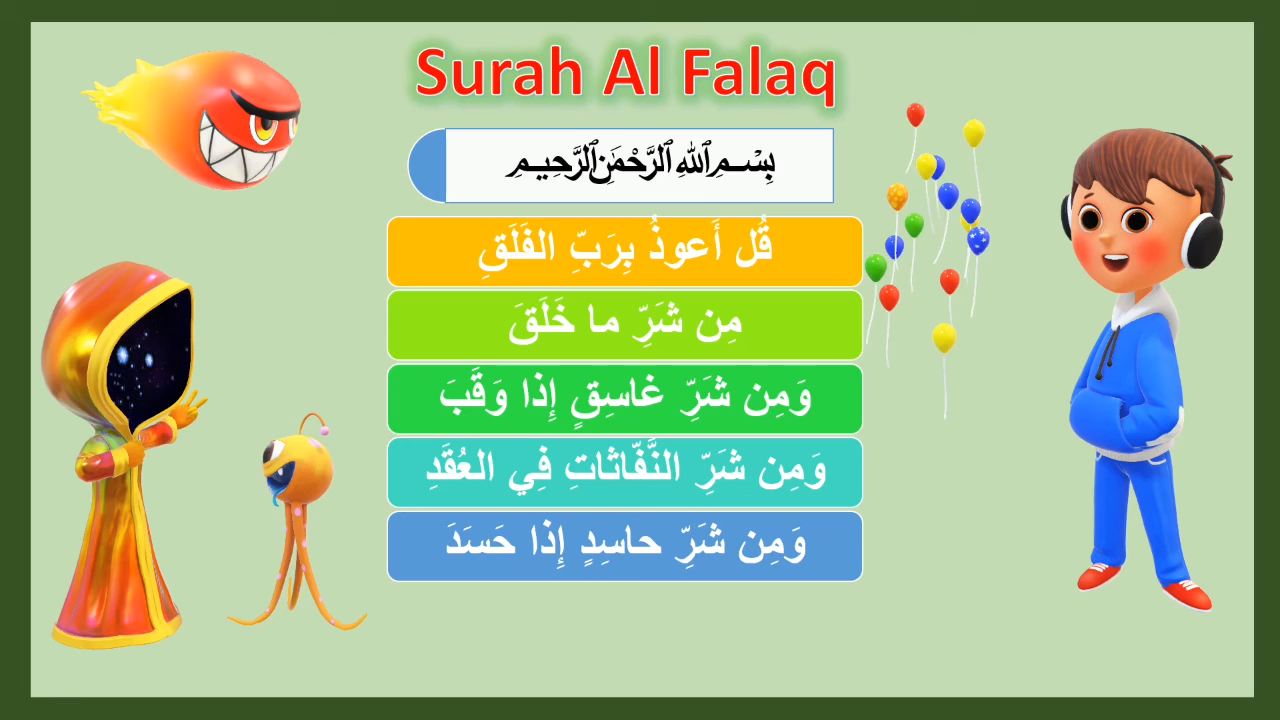 Surah Al Falaq
بِسْمِ ٱللَّهِ ٱلرَّحْمَٰنِ ٱلرَّحِيمِ
قُل أَعوذُ بِرَبِّ الفَلَقِ
مِن شَرِّ ما خَلَقَ
وَمِن شَرِّ غاسِقٍ إِذا وَقَبَ
وَمِن شَرِّ النَّفّاثاتِ فِي العُقَدِ
وَمِن شَرِّ حاسِدٍ إِذا حَسَدَ